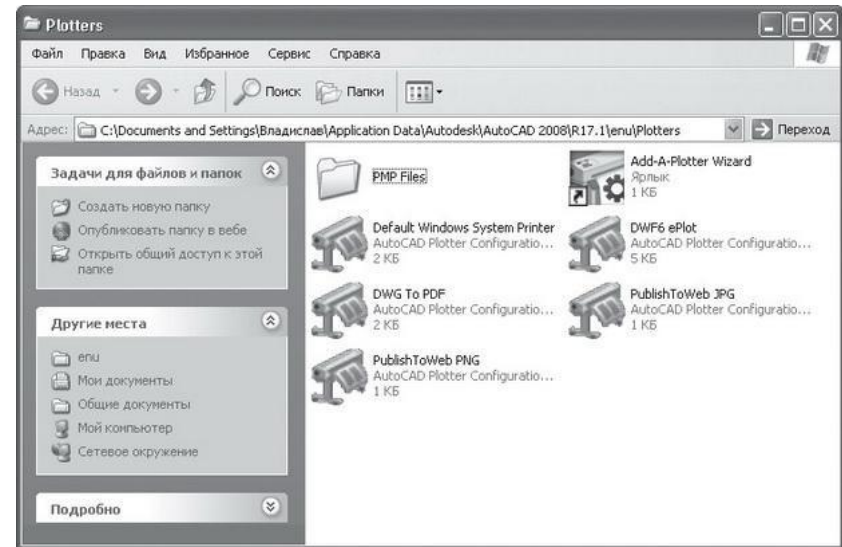 Plotters
Файл Правка Вид Избранное Сервис Справка
Назад Поиск Папки
Адрес: C:\Documents and Settings\Владислав\Application Data\Autodesk\AutoCAD 2008\R17.1\enu\Plotters Переход
Задачи для файлов и папок
Создать новую папку
Опубликовать папку в вебе
Открыть общий доступ к этой
папке
Другие места
enu
Мои документы
Общие документы
Мой компьютер
Сетевое окружение
Подробно
PMP Files
Add-A-Plotter Wizard
Ярлык
1 КБ
Default Windows System Printer
AutoCAD Plotter Configuratio...
2 КБ
DWF6 ePlot
AutoCAD Plotter Configuratio...
5 КБ
DWG To PDF
AutoCAD Plotter Configuratio...
2 КБ
PublishToWeb JPG
AutoCAD Plotter Configuratio...
1 КБ
PublishToWeb PNG
AutoCAD Plotter Configuratio...
1 КБ